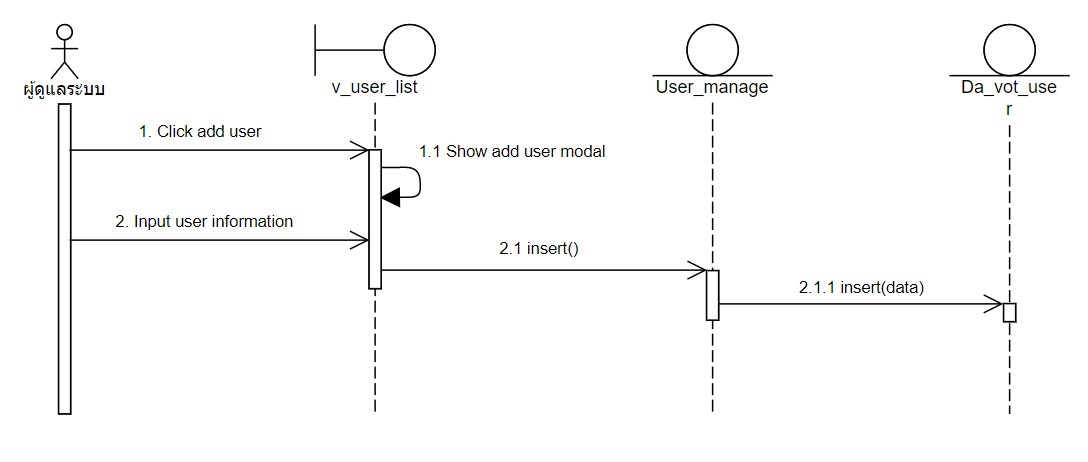 ผู้ดูแลระบบ
v_user_list
User_manage
Da_vot_use
r
1. Click add user
1.1 Show add user modal
2. Input user information
2.1 insert()
2.1.1 insert(data)